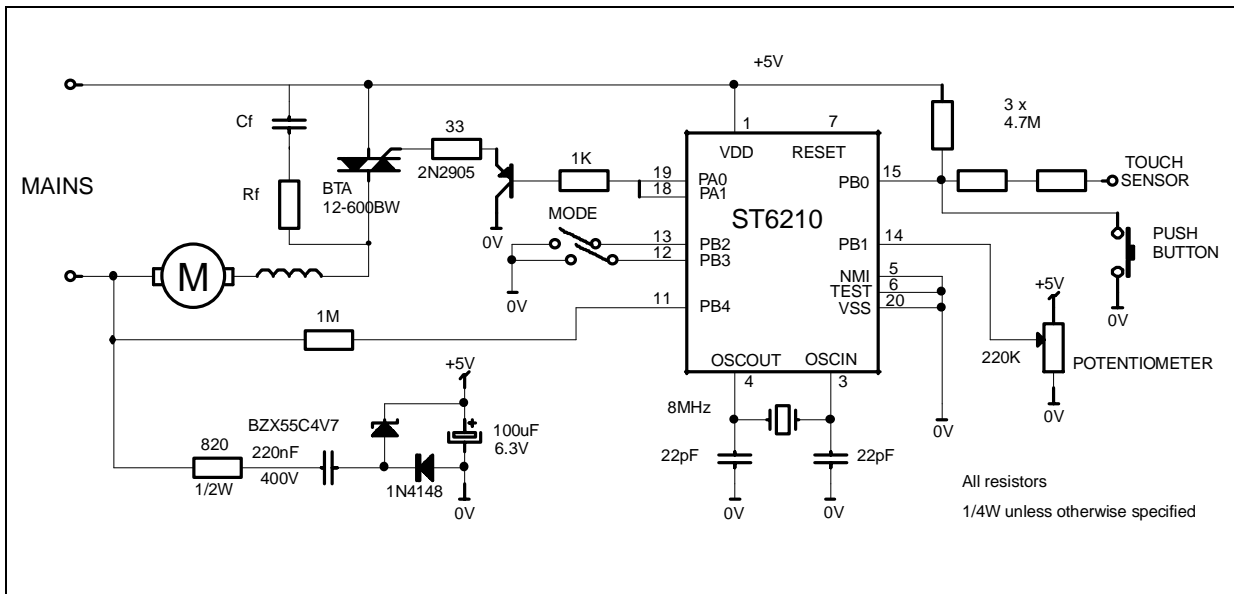 +5V
3 x
4.7M
Cf
33
1
7
VDD
RESET
2N2905
1K
19
PA0
18
PA1
PB0
15
TOUCH
SENSOR
MAINS
Rf
BTA
12-600BW
0V
MODE
ST6210
13
PB2
12
PB3
PB1
14
PUSH
BUTTON
M
NMI
5
TEST
6
VSS
20
0V
+5V
0V
11
PB4
1M
OSCOUT
OSCIN
4
3
220K
POTENTIOMETER
+5V
8MHz
0V
0V
BZX55C4V7
+
100uF
6.3V
820
220nF
1/2W
400V
1N4148
22pF
22pF
0V
0V
0V
All resistors
1/4W unless otherwise specified